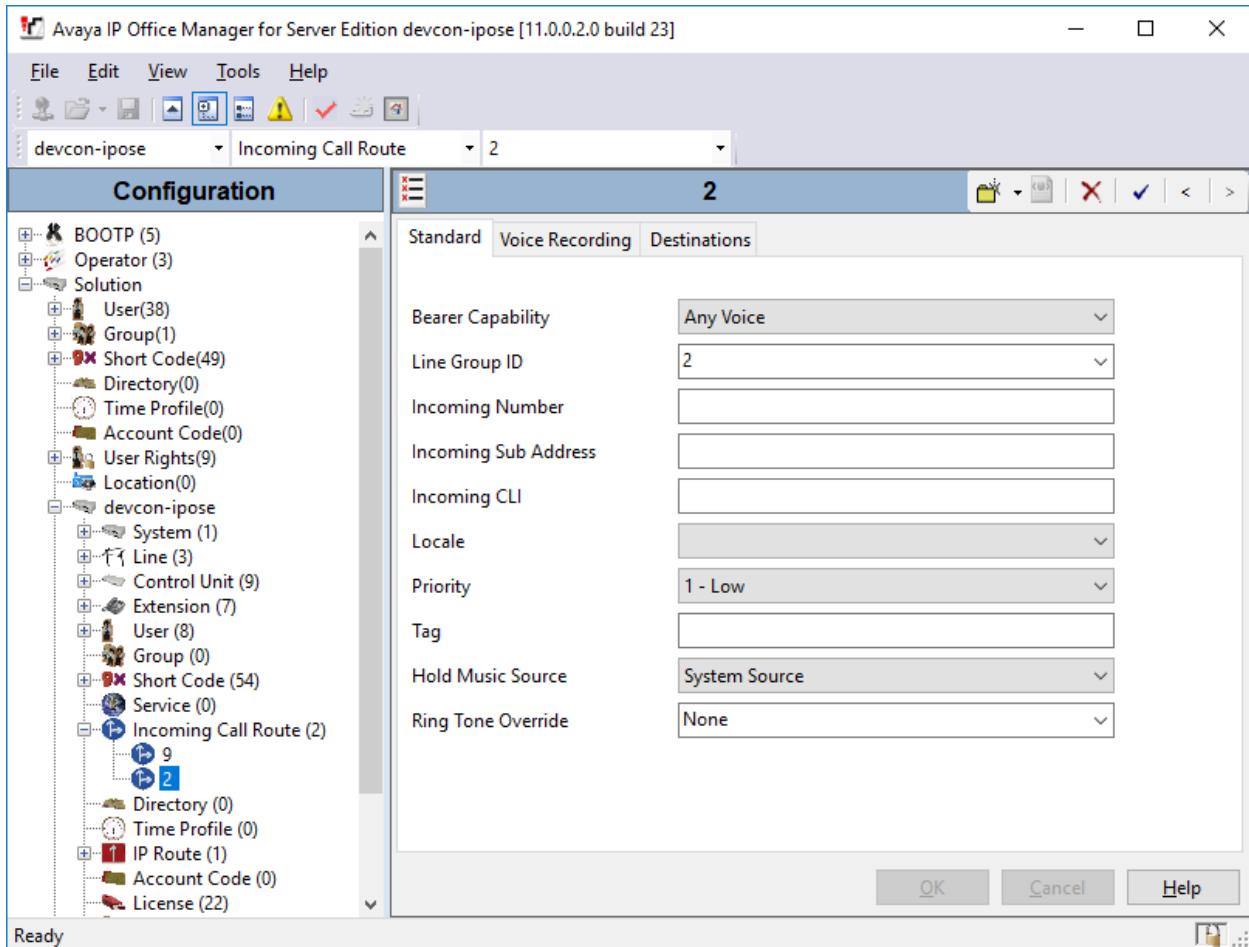 Avaya IP Office Manager for Server Edition devcon-ipose [11.0.0.2.0 build 23]
File Edit View Tools Help
devcon-ipose Incoming Call Route 2
Configuration
BOOTP (5)
Operator (3)
Solution
User(38)
Group(1)
Short Code(49)
Directory(0)
Time Profile(0)
Account Code(0)
User Rights(9)
Location(0)
devcon-ipose
System (1)
Line (3)
Control Unit (9)
Extension (7)
User (8)
Group (0)
Short Code (54)
Service (0)
Incoming Call Route (2)
9
2
Directory (0)
Time Profile (0)
IP Route (1)
Account Code (0)
License (22)
2
Standard Voice Recording Destinations
Bearer Capability Any Voice
Line Group ID 2
Incoming Number
Incoming Sub Address
Incoming CLI
Locale
Priority 1 - Low
Tag
Hold Music Source System Source
Ring Tone Override None
OK Cancel Help
Ready